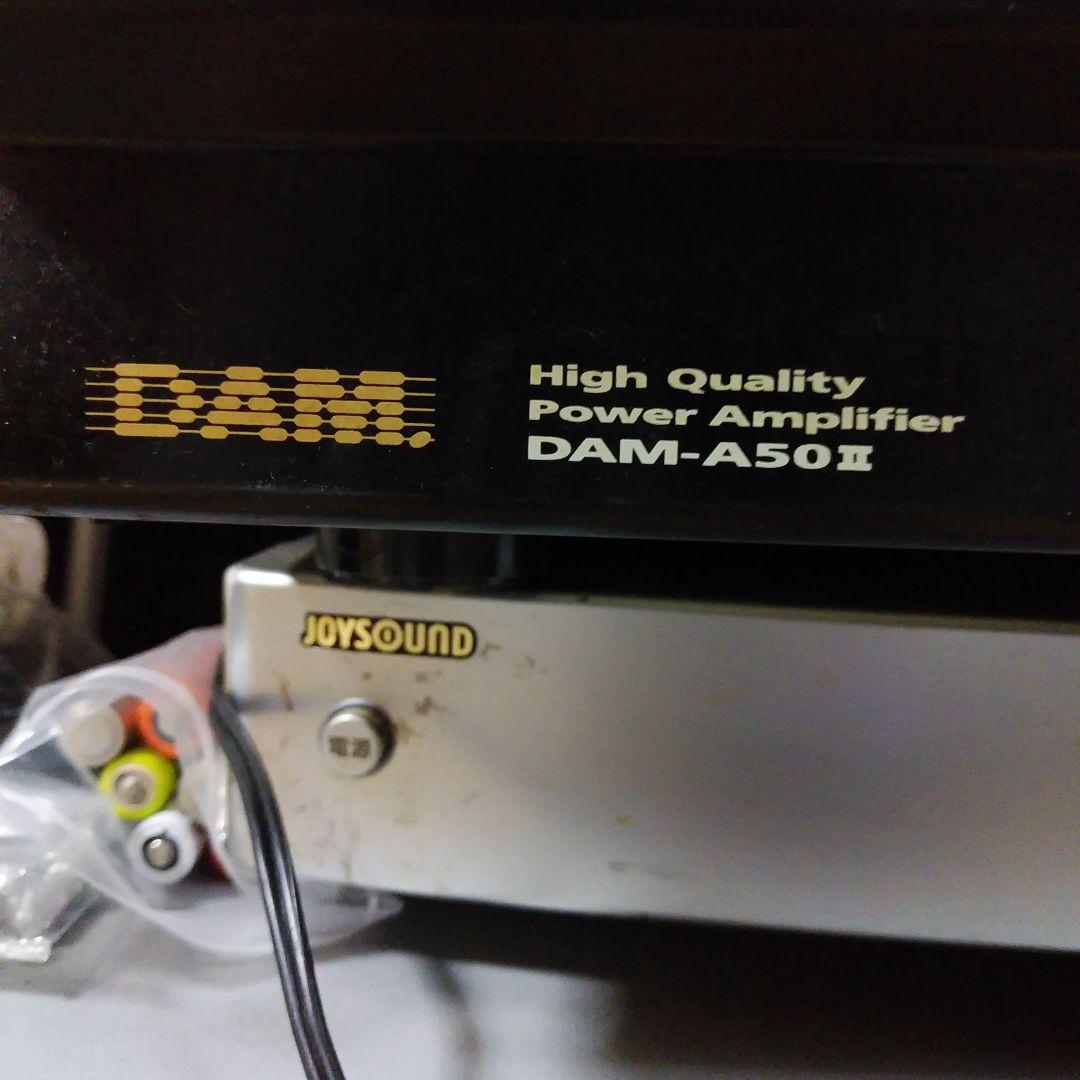 DAM
High Quality
Power Amplifier
DAM-A50II
JOYSOUND
電源